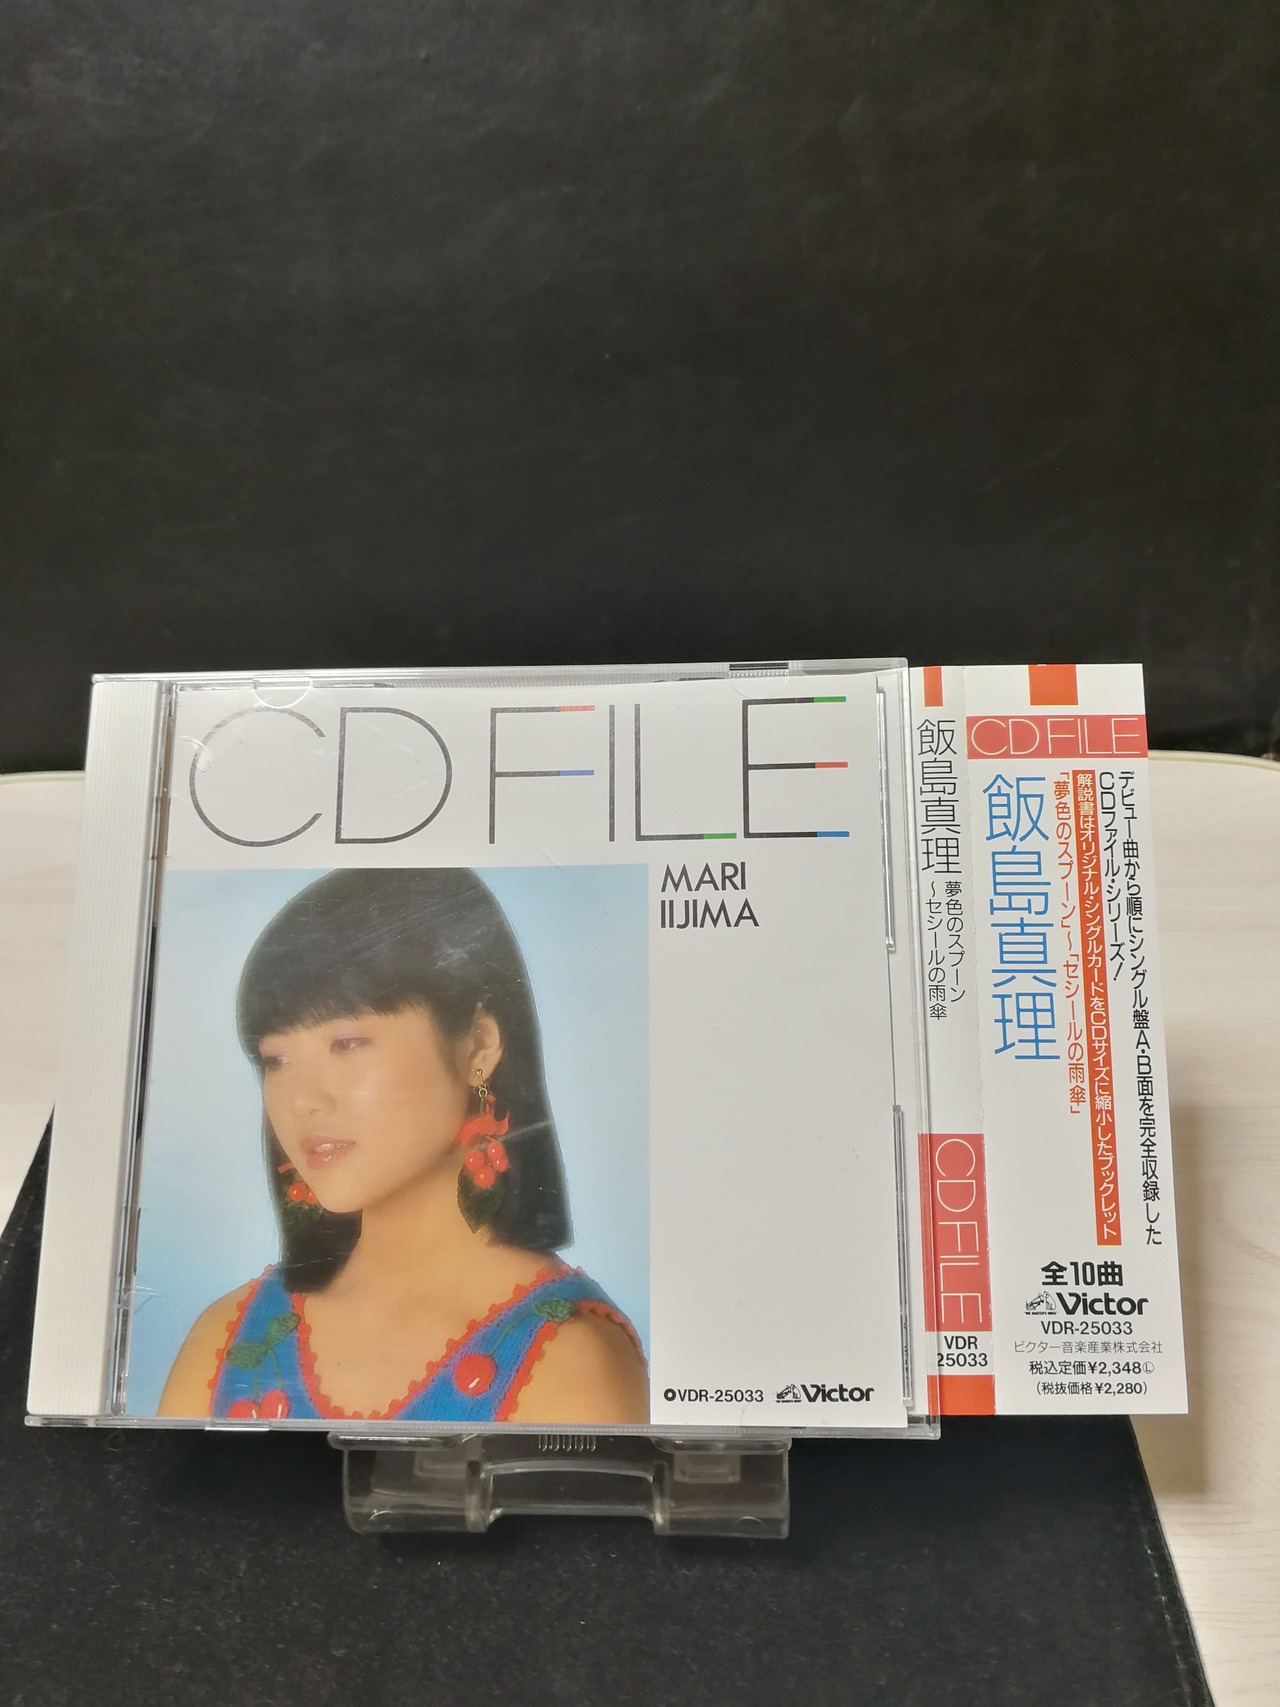 CD FILE
MARI
IIJIMA
VDR-25033 Victor
飯島真理
夢色のスプーン
～セシールの雨傘
CD FILE
VDR
25033
CD FILE
デビュー曲から順にシングル盤A・B面を完全収録した
CDファイル・シリーズ!
解説書はオリジナル・シングルカードをCDサイズに縮小したブックレット
「夢色のスプーン」～「セシールの雨傘」
飯島真理
全10曲
Victor
VDR-25033
ビクター音楽産業株式会社
税込定価¥2,348Ⓛ
(税抜価格¥2,280)